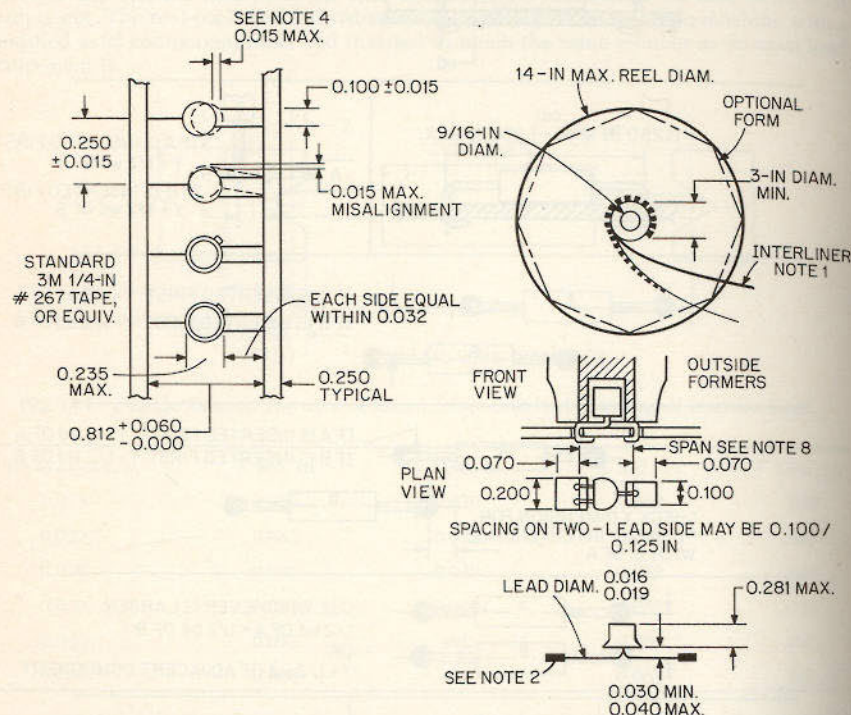 SEE NOTE 4
0.015 MAX.
0.100 ±0.015
0.250
±0.015
0.015 MAX.
MISALIGNMENT
STANDARD
3M 1/4-IN
# 267 TAPE,
OR EQUIV.
EACH SIDE EQUAL
WITHIN 0.032
0.235
MAX.
0.250
TYPICAL
0.812 +0.060
-0.000
14-IN MAX. REEL DIAM.
OPTIONAL
FORM
9/16-IN
DIAM.
3-IN DIAM.
MIN.
INTERLINER
NOTE 1
FRONT
VIEW
OUTSIDE
FORMERS
SPAN SEE NOTE 8
0.070
0.070
PLAN
VIEW
0.200
0.100
SPACING ON TWO-LEAD SIDE MAY BE 0.100/
0.125 IN
LEAD DIAM. 0.016
0.019
0.281 MAX.
SEE NOTE 2
0.030 MIN.
0.040 MAX.